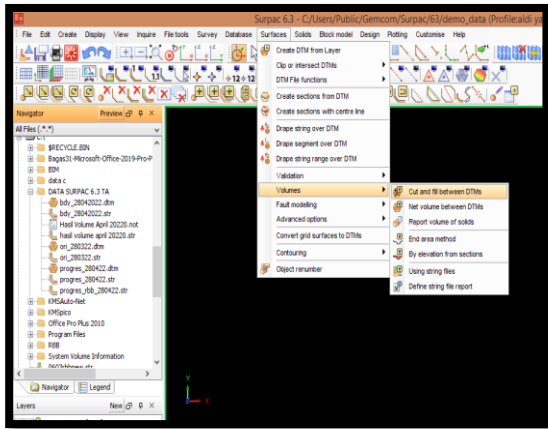 Surpac 6.3 - C:/Users/Public/Gemcom/Surpac/63/demo_data (Profilealdi ya
File Edit Create Display View Inquire File tools Survey Database Surfaces Solids Block model Design Plotting Customise Help
Create DTM from Layer
Clip or intersect DTMs
DTM File functions
Create sections from DTM
Create sections with centre line
Drape string over DTM
Drape segment over DTM
Drape string range over DTM
Validation
Volumes
Fault modelling
Advanced options
Convert grid surfaces to DTMs
Contouring
Object renumber
Cut and fill between DTMs
Net volume between DTMs
Report volume of solids
End area method
By elevation from sections
Using string files
Define string file report
Navigator Preview
All Files (*.*)
$RECYCLE.BIN
Bagas31-Microsoft-Office-2019-Pro-P
BIM
data c
DATA SURPAC 6.3 TA
bdy_28042022.dtm
bdy_28042022.str
Hasil Volume April 20220.not
hasil volume april 20220.str
ori_280322.dtm
ori_280322.str
progres_280422.dtm
progres_280422.str
progres_rbb_280422.str
KMSAuto-Net
KMSpico
Office Pro Plus 2010
Program Files
RBB
System Volume Information
Navigator Legend
Layers New
Y
X